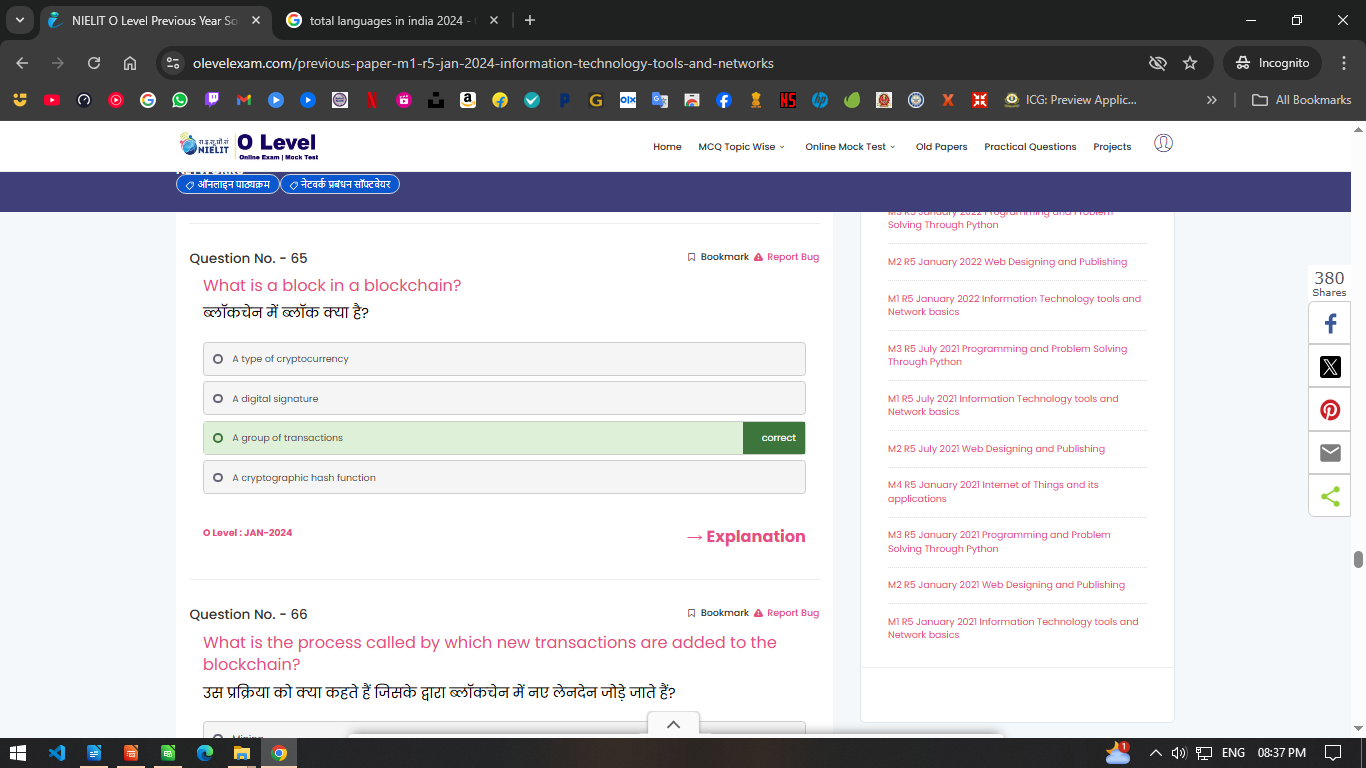 NIELIT O Level Previous Year So
total languages in india 2024 -
olevelexam.com/previous-paper-m1-r5-jan-2024-information-technology-tools-and-networks
Incognito
ICG: Preview Applic...
All Bookmarks
रा.इ.सू.प्रौ.सं
NIELIT
O Level
Online Exam | Mock Test
Home
MCQ Topic Wise
Online Mock Test
Old Papers
Practical Questions
Projects
ऑनलाइन पाठ्यक्रम
नेटवर्क प्रबंधन सॉफ्टवेयर
Question No. - 65
Bookmark
Report Bug
What is a block in a blockchain?
ब्लॉकचेन में ब्लॉक क्या है?
A type of cryptocurrency
A digital signature
A group of transactions
correct
A cryptographic hash function
O Level : JAN-2024
→ Explanation
Question No. - 66
Bookmark
Report Bug
What is the process called by which new transactions are added to the
blockchain?
उस प्रक्रिया को क्या कहते हैं जिसके द्वारा ब्लॉकचेन में नए लेनदेन जोड़े जाते हैं?
Mining
M3 R5 January 2022 Programming and Problem
Solving Through Python
M2 R5 January 2022 Web Designing and Publishing
M1 R5 January 2022 Information Technology tools and
Network basics
M3 R5 July 2021 Programming and Problem Solving
Through Python
M1 R5 July 2021 Information Technology tools and
Network basics
M2 R5 July 2021 Web Designing and Publishing
M4 R5 January 2021 Internet of Things and its
applications
M3 R5 January 2021 Programming and Problem
Solving Through Python
M2 R5 January 2021 Web Designing and Publishing
M1 R5 January 2021 Information Technology tools and
Network basics
380
Shares
1
ENG
08:37 PM